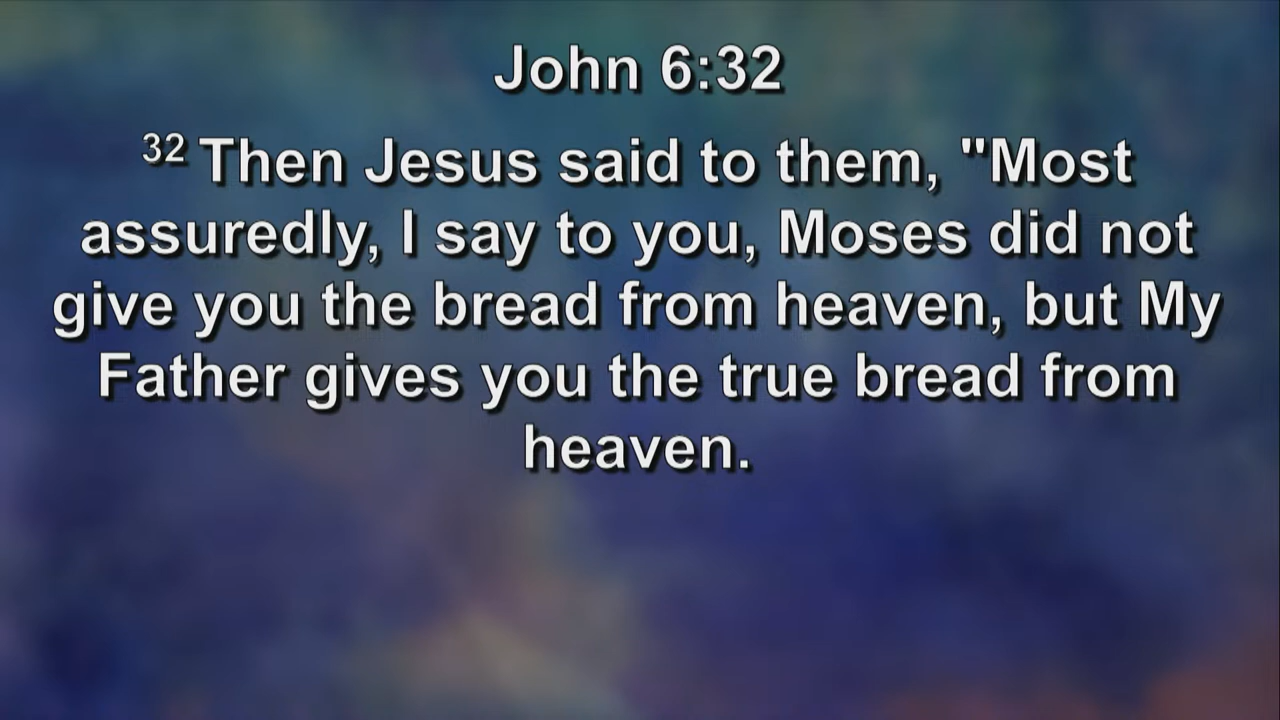 John 6:32
32 Then Jesus said to them, "Most
assuredly, I say to you, Moses did not
give you the bread from heaven, but My
Father gives you the true bread from
heaven.